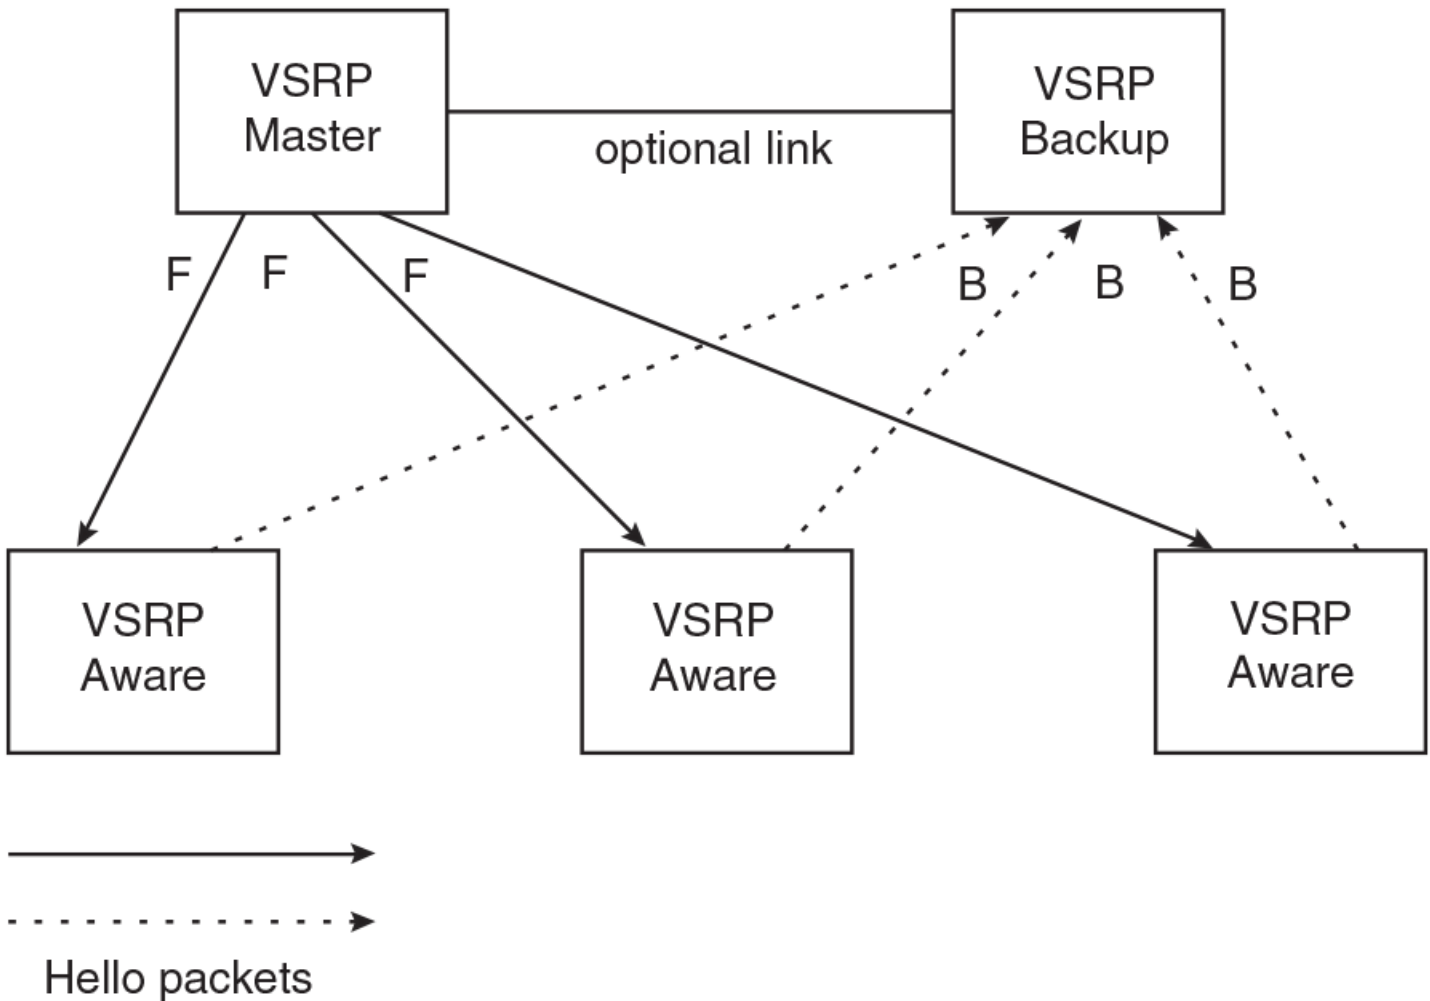 VSRP
Master
VSRP
Backup
optional link
F
F
F
B
B
B
VSRP
Aware
VSRP
Aware
VSRP
Aware
Hello packets